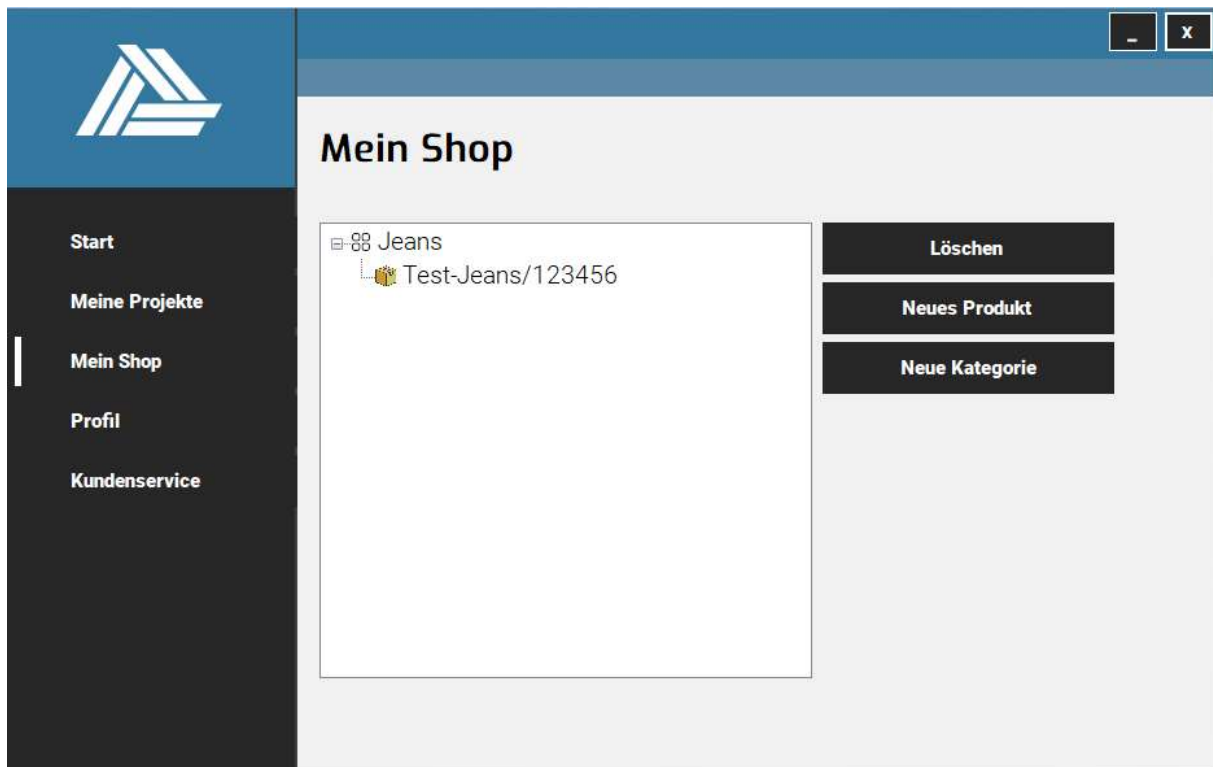 _ X
Mein Shop
Start
Meine Projekte
Mein Shop
Profil
Kundenservice
Jeans
Test-Jeans/123456
Löschen
Neues Produkt
Neue Kategorie